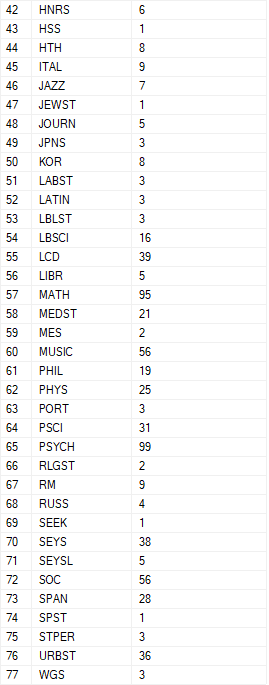 42 HNRS 6
43 HSS 1
44 HTH 8
45 ITAL 9
46 JAZZ 7
47 JEWST 1
48 JOURN 5
49 JPNS 3
50 KOR 8
51 LABST 3
52 LATIN 3
53 LBLST 3
54 LBSCI 16
55 LCD 39
56 LIBR 5
57 MATH 95
58 MEDST 21
59 MES 2
60 MUSIC 56
61 PHIL 19
62 PHYS 25
63 PORT 3
64 PSCI 31
65 PSYCH 99
66 RLGST 2
67 RM 9
68 RUSS 4
69 SEEK 1
70 SEYS 38
71 SEYSL 5
72 SOC 56
73 SPAN 28
74 SPST 1
75 STPER 3
76 URBST 36
77 WGS 3